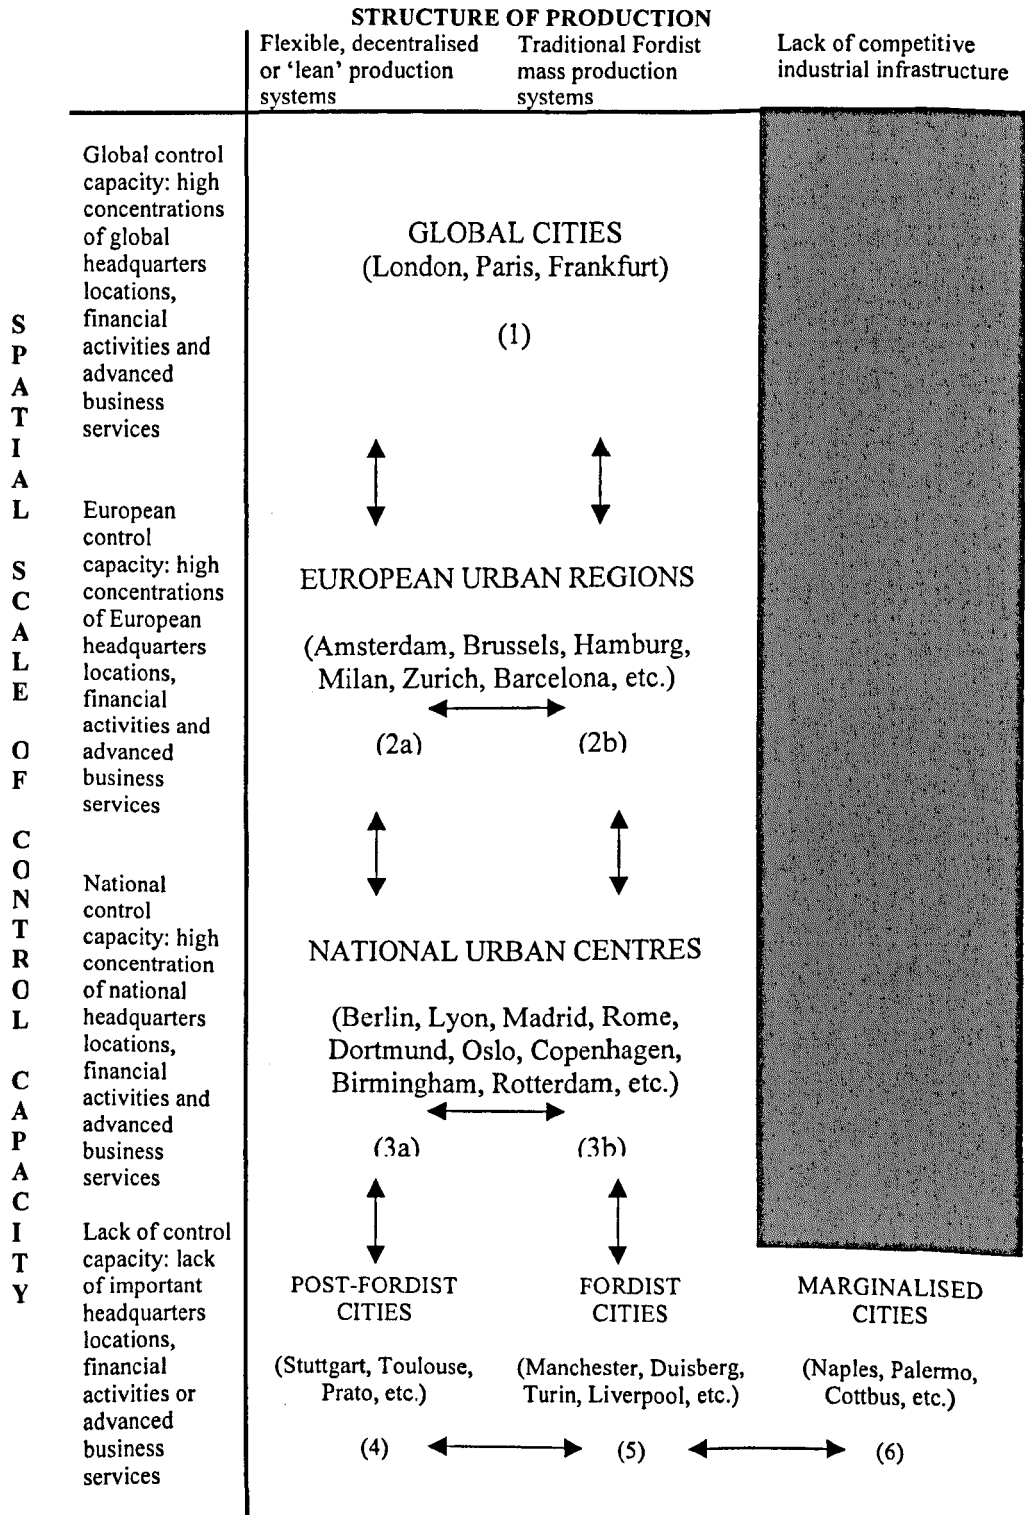 STRUCTURE OF PRODUCTION
Flexible, decentralised
or ‘lean’ production
systems
Traditional Fordist
mass production
systems
Lack of competitive
industrial infrastructure
SPATIAL SCALE OF CONTROL CAPACITY
Global control
capacity: high
concentrations
of global
headquarters
locations,
financial
activities and
advanced
business
services
GLOBAL CITIES
(London, Paris, Frankfurt)
(1)
European
control
capacity: high
concentrations
of European
headquarters
locations,
financial
activities and
advanced
business
services
EUROPEAN URBAN REGIONS
(Amsterdam, Brussels, Hamburg,
Milan, Zurich, Barcelona, etc.)
(2a)
(2b)
National
control
capacity: high
concentration
of national
headquarters
locations,
financial
activities and
advanced
business
services
NATIONAL URBAN CENTRES
(Berlin, Lyon, Madrid, Rome,
Dortmund, Oslo, Copenhagen,
Birmingham, Rotterdam, etc.)
(3a)
(3b)
Lack of control
capacity: lack
of important
headquarters
locations,
financial
activities or
advanced
business
services
POST-FORDIST
CITIES
(Stuttgart, Toulouse,
Prato, etc.)
(4)
FORDIST
CITIES
(Manchester, Duisberg,
Turin, Liverpool, etc.)
(5)
MARGINALISED
CITIES
(Naples, Palermo,
Cottbus, etc.)
(6)